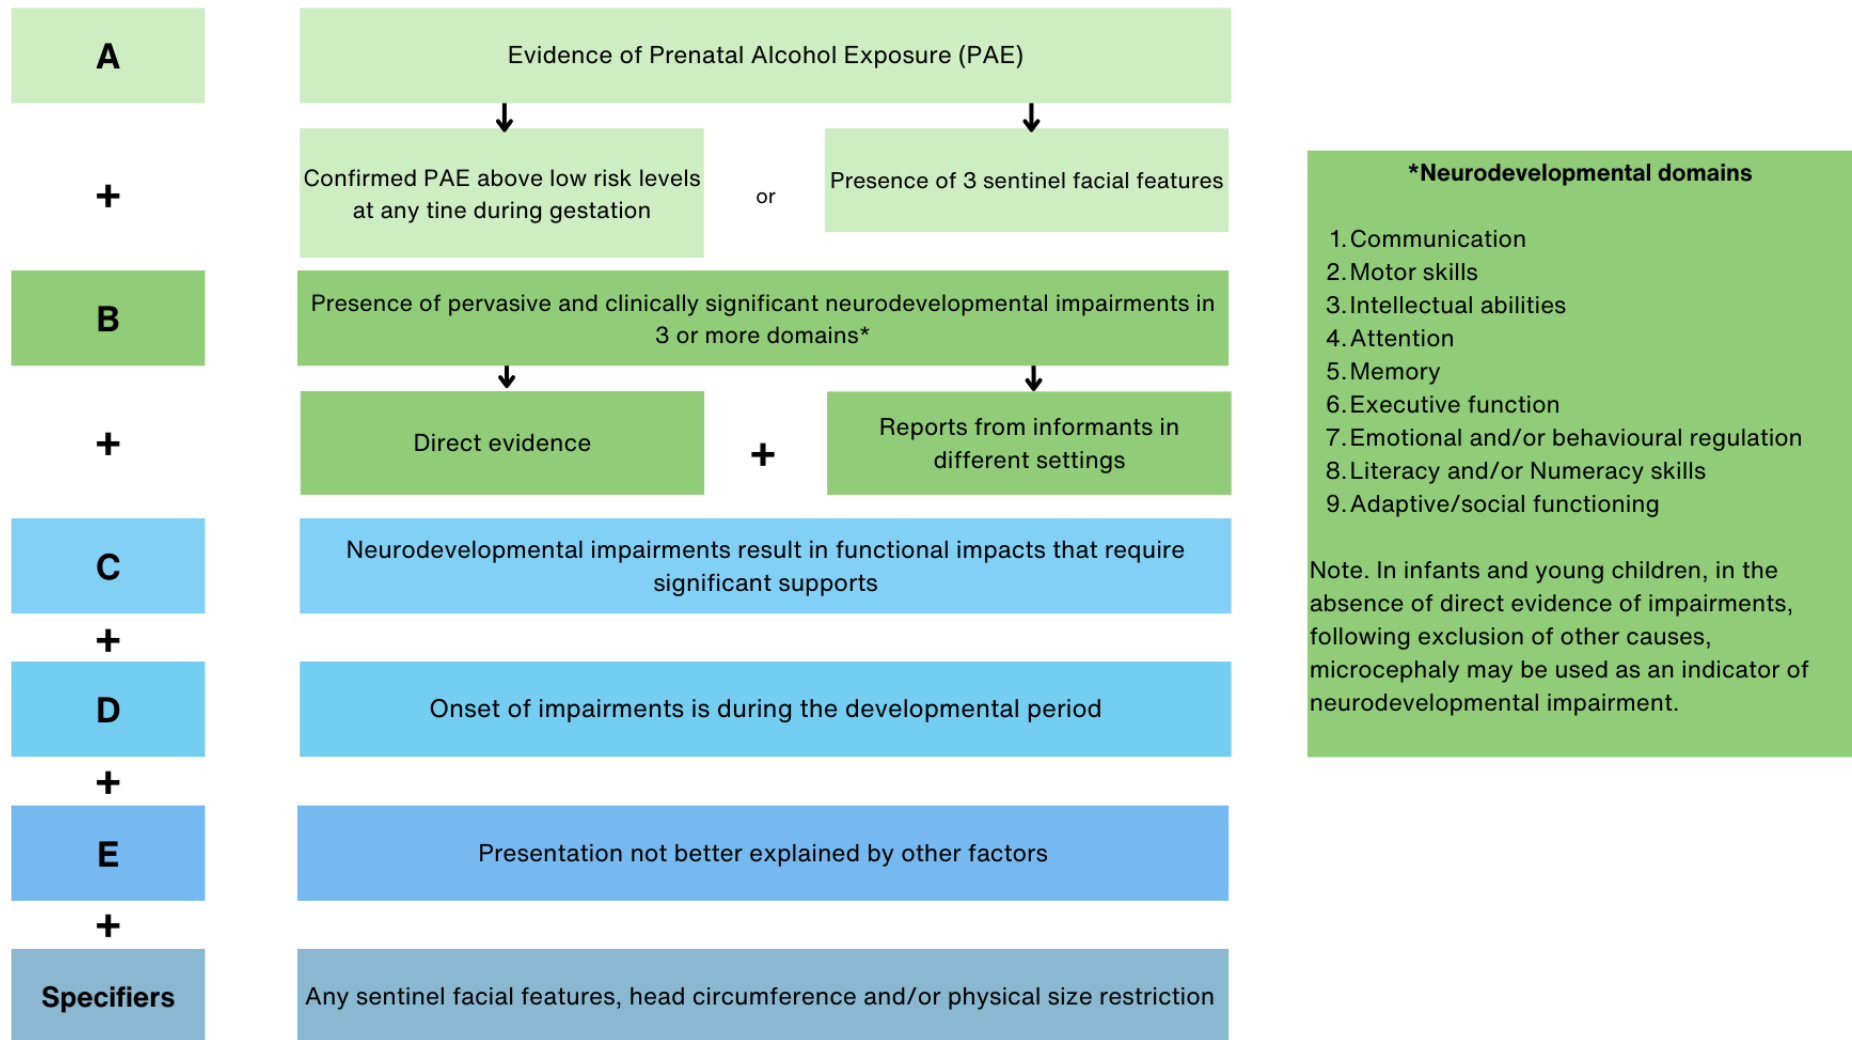 A
Evidence of Prenatal Alcohol Exposure (PAE)
+
Confirmed PAE above low risk levels
at any tine during gestation
or
Presence of 3 sentinel facial features
B
Presence of pervasive and clinically significant neurodevelopmental impairments in
3 or more domains*
+
Direct evidence
+
Reports from informants in
different settings
C
Neurodevelopmental impairments result in functional impacts that require
significant supports
+
D
Onset of impairments is during the developmental period
+
E
Presentation not better explained by other factors
+
Specifiers
Any sentinel facial features, head circumference and/or physical size restriction
*Neurodevelopmental domains
1. Communication
2. Motor skills
3. Intellectual abilities
4. Attention
5. Memory
6. Executive function
7. Emotional and/or behavioural regulation
8. Literacy and/or Numeracy skills
9. Adaptive/social functioning
Note. In infants and young children, in the
absence of direct evidence of impairments,
following exclusion of other causes,
microcephaly may be used as an indicator of
neurodevelopmental impairment.